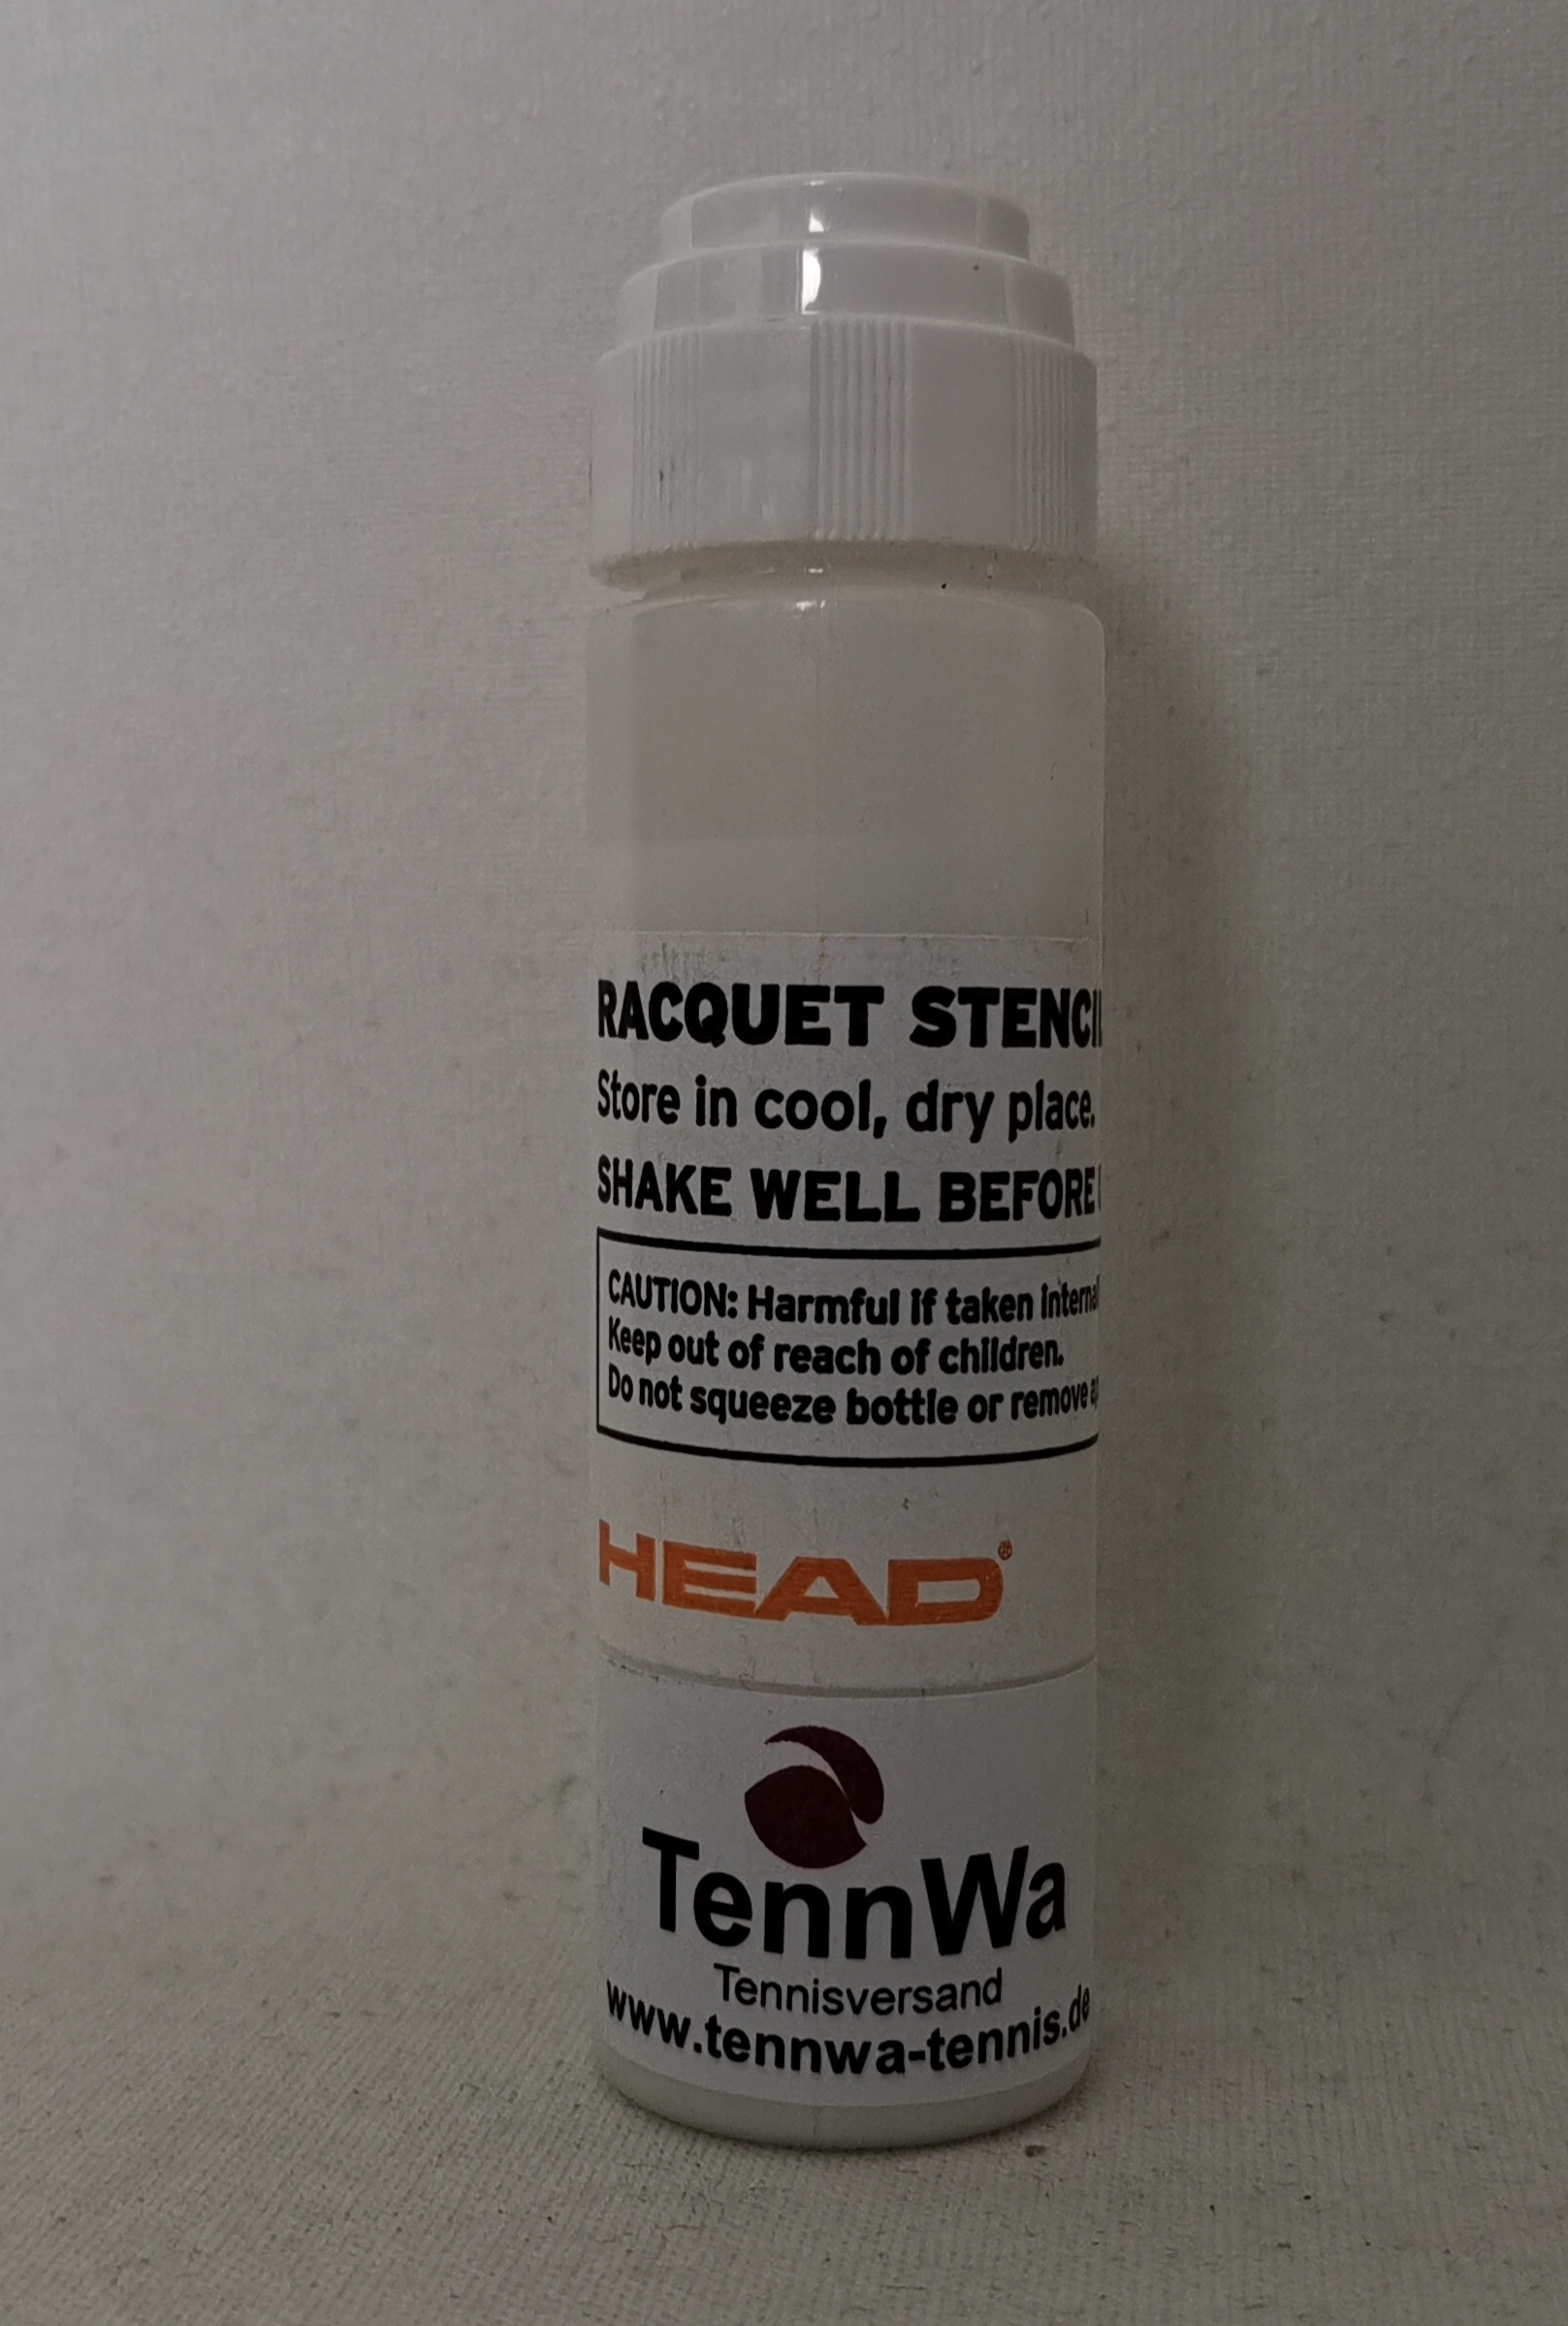 RACQUET STENCI
Store in cool, dry place.
SHAKE WELL BEFORE
CAUTION: Harmful if taken interna
Keep out of reach of children.
Do not squeeze bottle or remove
HEAD®
TennWa
Tennisversand
www.tennwa-tennis.de